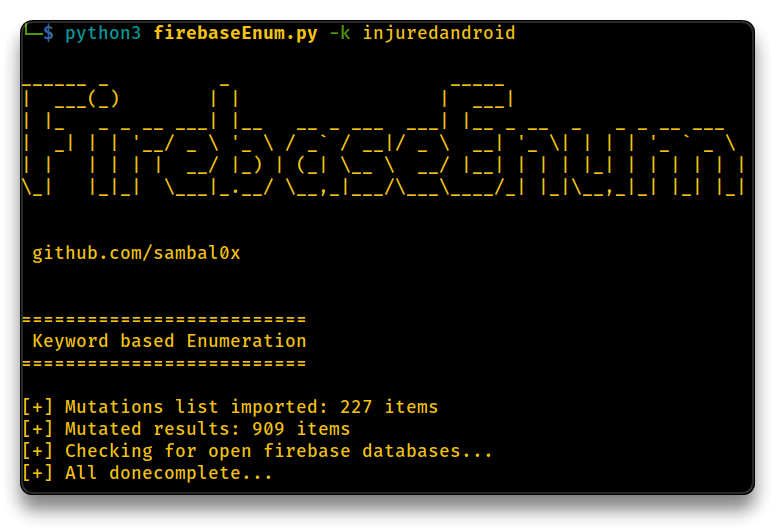 └─$ python3 firebaseEnum.py -k injuredandroid
FirebaseEnum
github.com/sambal0x
==========================
Keyword based Enumeration
==========================
[+] Mutations list imported: 227 items
[+] Mutated results: 909 items
[+] Checking for open firebase databases...
[+] All donecomplete...